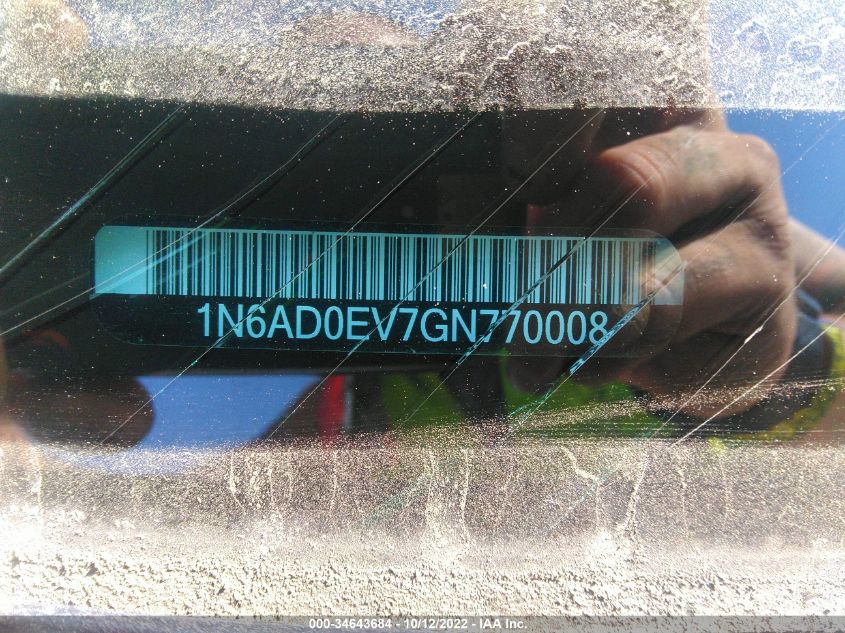 1N6AD0EV7GN770008
000-34643684 - 10/12/2022 - IAA Inc.